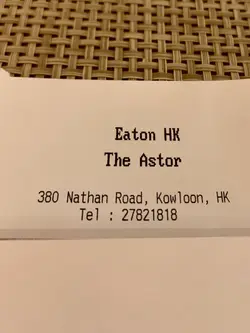 Eaton HK
The Astor
380 Nathan Road, Kowloon, HK
Tel : 27821818